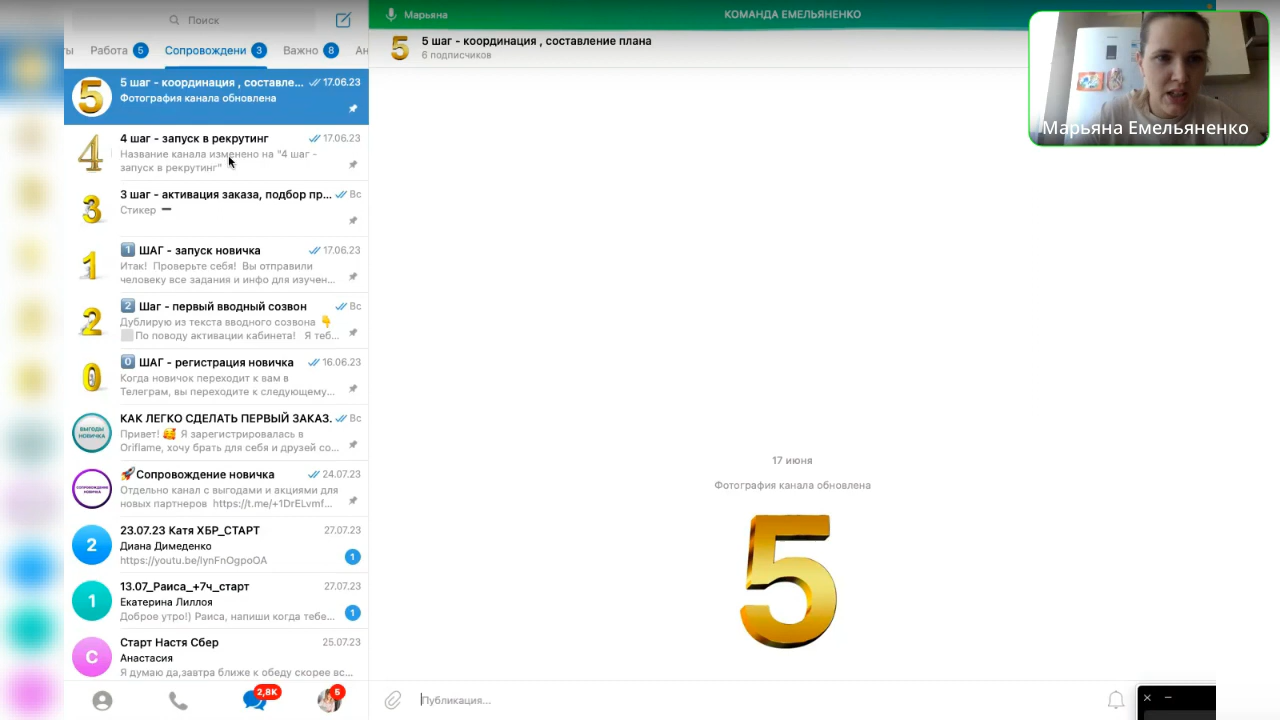 Поиск
ты Работа 5 Сопровождени 3 Важно 8 Ан
5 шаг - координация , составле... 17.06.23
Фотография канала обновлена
4 шаг - запуск в рекрутинг 17.06.23
Название канала изменено на "4 шаг -
запуск в рекрутинг"
3 шаг - активация заказа, подбор пр... Вс
Стикер ➖
1️⃣ ШАГ - запуск новичка 17.06.23
Итак! Проверьте себя! Вы отправили
человеку все задания и инфо для изучен...
2️⃣ Шаг - первый вводный созвон Вс
Дублирую из текста вводного созвона 👇
По поводу активации кабинета! Я теб...
0️⃣ ШАГ - регистрация новичка 16.06.23
Когда новичок переходит к вам в
Телеграм, вы переходите к следующему...
ВЫГОДЫ
НОВИЧКА
КАК ЛЕГКО СДЕЛАТЬ ПЕРВЫЙ ЗАКАЗ. Вс
Привет! 🥰 Я зарегистрировалась в
Oriflame, хочу брать для себя и друзей со...
СОПРОВОЖДЕНИЕ
НОВИЧКА
🚀Сопровождение новичка 24.07.23
Отдельно канал с выгодами и акциями для
новых партнеров https://t.me/+1DrELvmf...
2
23.07.23 Катя ХБР_СТАРТ 27.07.23
Диана Димеденко
https://youtu.be/IynFnOgpoOA 1
1
13.07_Раиса_+7ч_старт 27.07.23
Екатерина Лиллоя
Доброе утро!) Раиса, напиши когда тебе... 1
С
Старт Настя Сбер 25.07.23
Анастасия
Я думаю да,завтра ближе к обеду скорее вс...
2,8K 5
Марьяна КОМАНДА ЕМЕЛЬЯНЕНКО
5 шаг - координация , составление плана
6 подписчиков
17 июня
Фотография канала обновлена
5
Публикация...
Марьяна Емельяненко